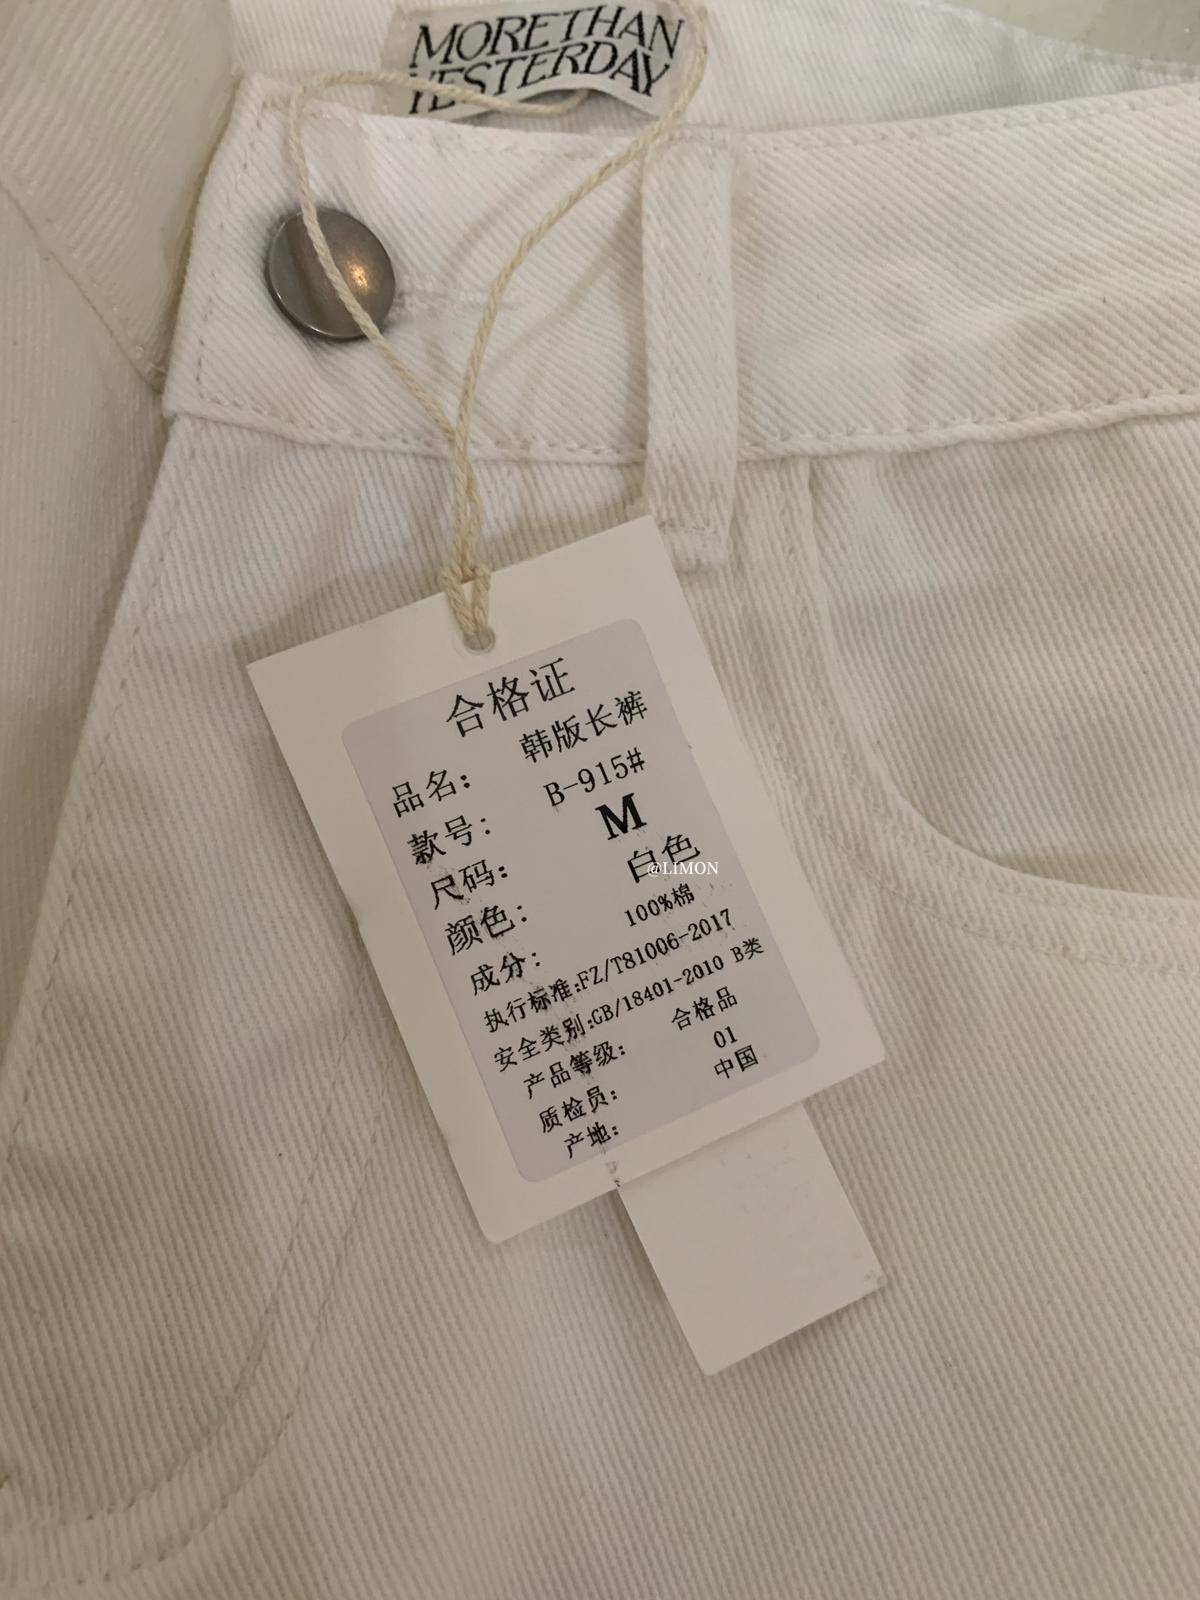 MORETHAN
YESTERDAY
合格证
品名: 韩版长裤
款号: B-915#
尺码: M
颜色: 白色
@LIMON
成分: 100%棉
执行标准:FZ/T81006-2017
安全类别:GB/18401-2010 B类
产品等级: 合格品
质检员: 01
产地: 中国